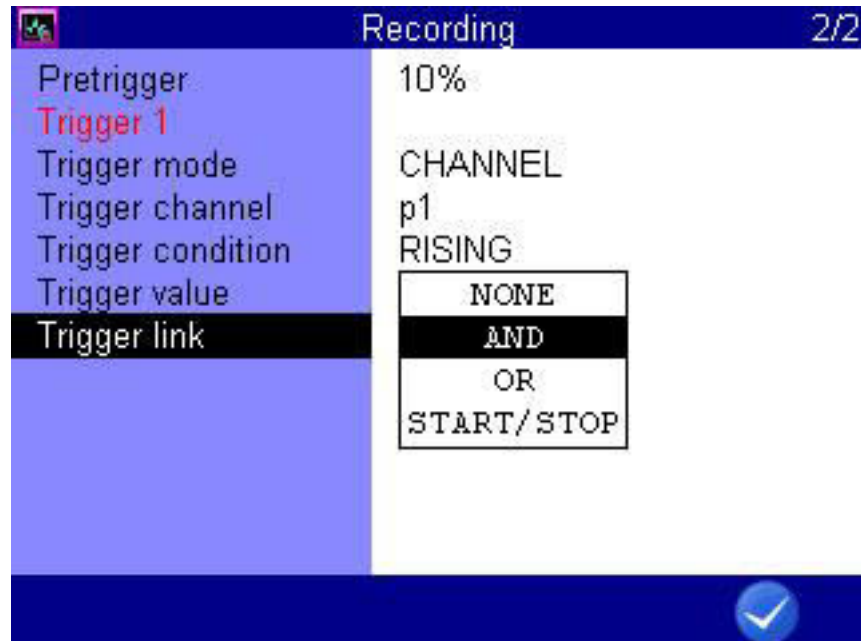 Recording 2/2
Pretrigger 10%
Trigger 1
Trigger mode CHANNEL
Trigger channel p1
Trigger condition RISING
Trigger value NONE
Trigger link AND
OR
START/STOP